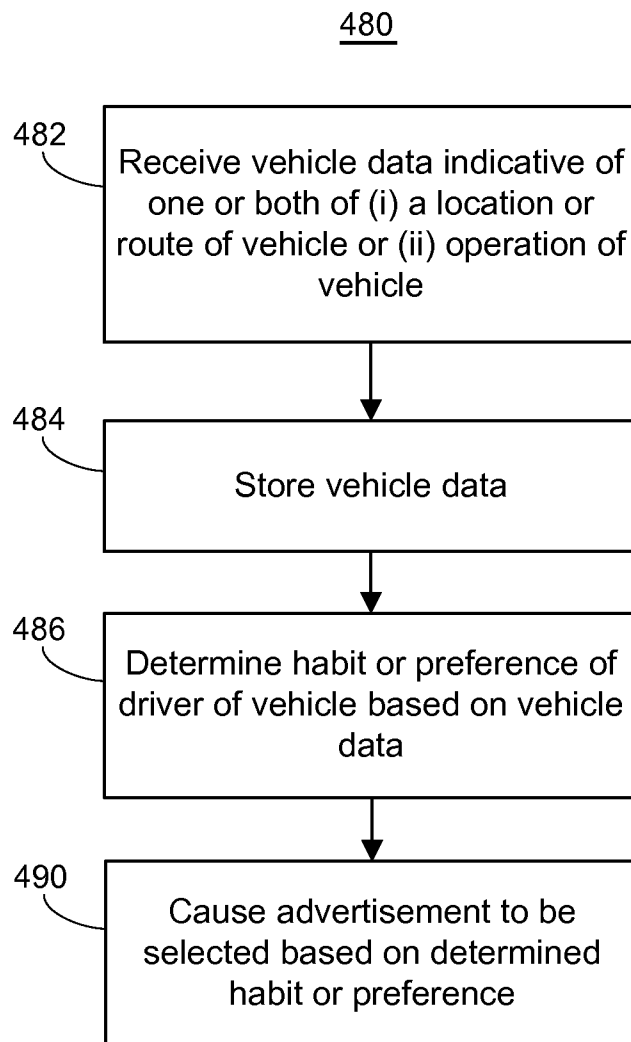 480
482
Receive vehicle data indicative of
one or both of (i) a location or
route of vehicle or (ii) operation of
vehicle
484
Store vehicle data
486
Determine habit or preference of
driver of vehicle based on vehicle
data
490
Cause advertisement to be
selected based on determined
habit or preference